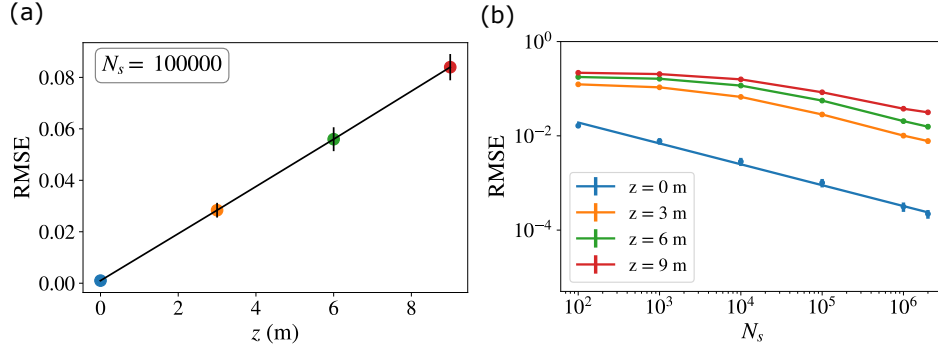 (a)
N_s = 100000
RMSE
0.08
0.06
0.04
0.02
0.00
0 2 4 6 8
z (m)
(b)
RMSE
10^0
10^-2
10^-4
z = 0 m
z = 3 m
z = 6 m
z = 9 m
10^2 10^3 10^4 10^5 10^6
N_s